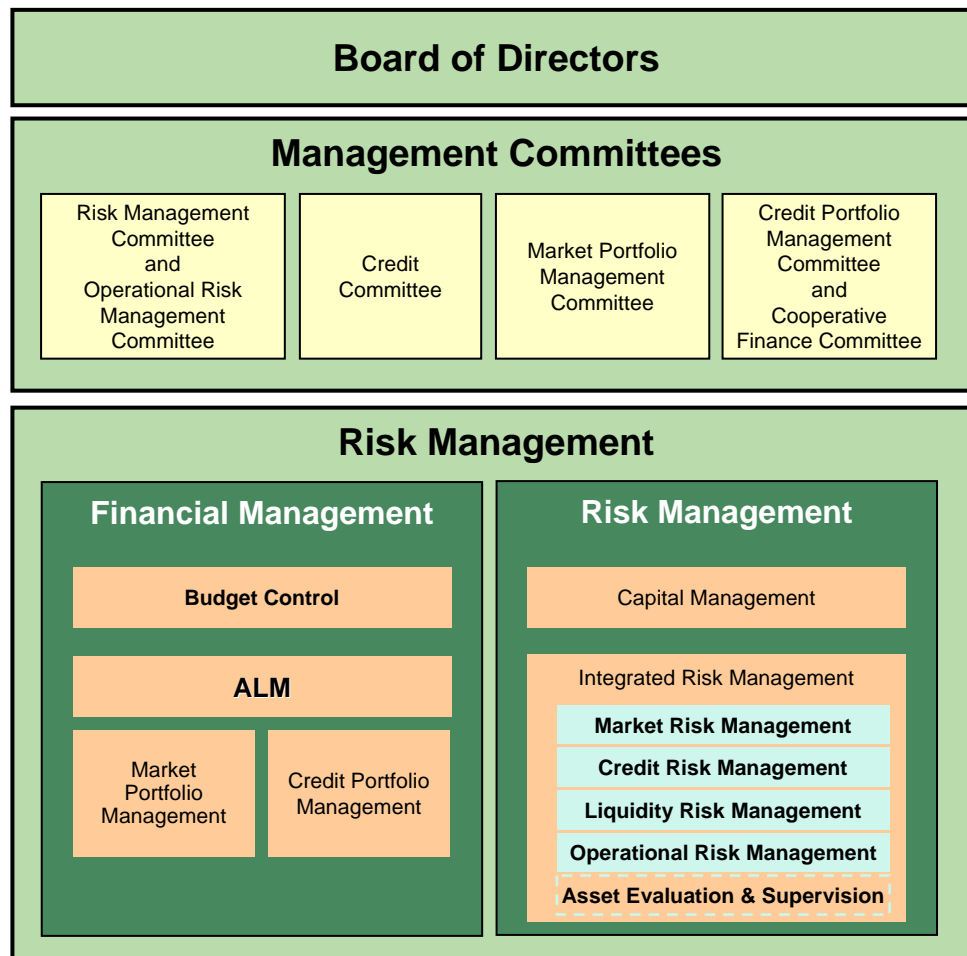 Board of Directors
Management Committees
Risk Management
Committee
and
Operational Risk
Management
Committee
Credit
Committee
Market Portfolio
Management
Committee
Credit Portfolio
Management
Committee
and
Cooperative
Finance Committee
Risk Management
Financial Management
Budget Control
ALM
Market
Portfolio
Management
Credit Portfolio
Management
Risk Management
Capital Management
Integrated Risk Management
Market Risk Management
Credit Risk Management
Liquidity Risk Management
Operational Risk Management
Asset Evaluation & Supervision